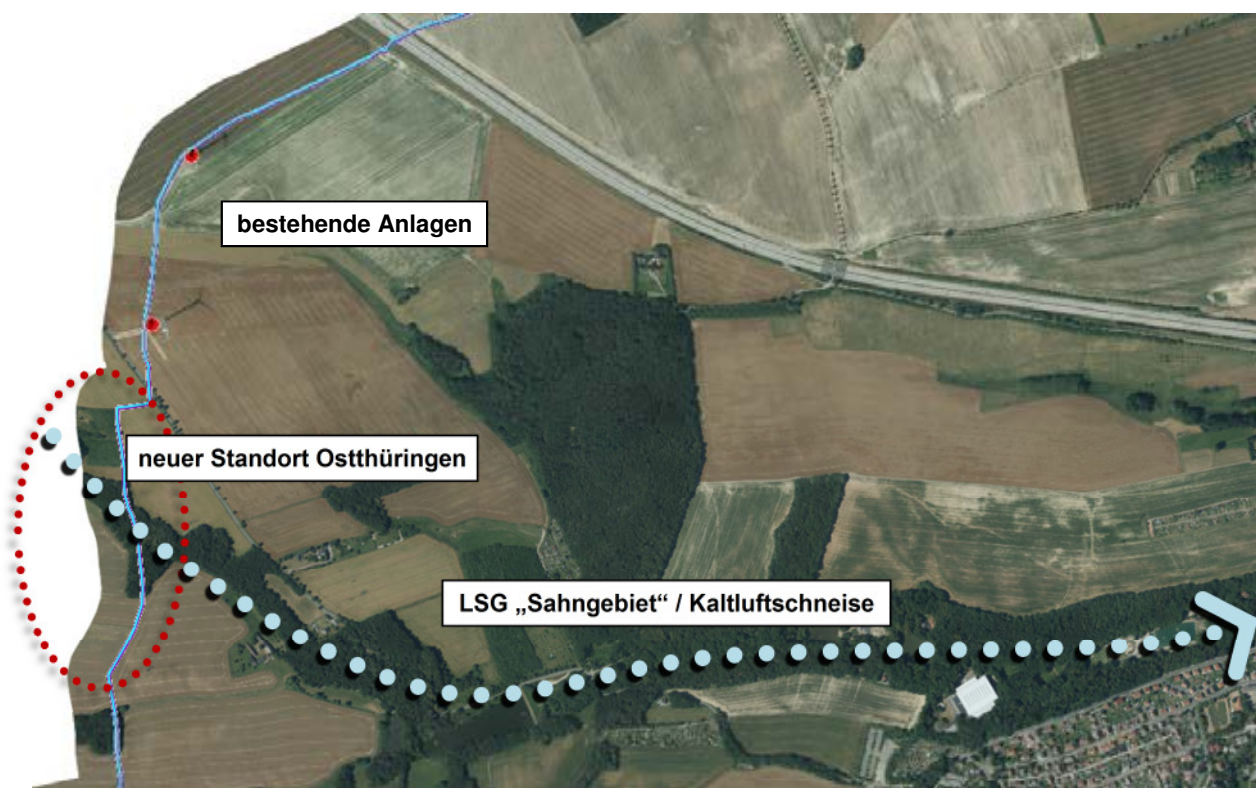 bestehende Anlagen
neuer Standort Ostthüringen
LSG „Sahngebiet“ / Kaltluftschneise